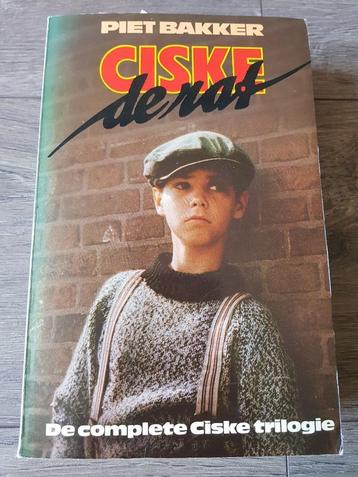 PIET BAKKER
CISKE
de rat
De complete Ciske trilogie